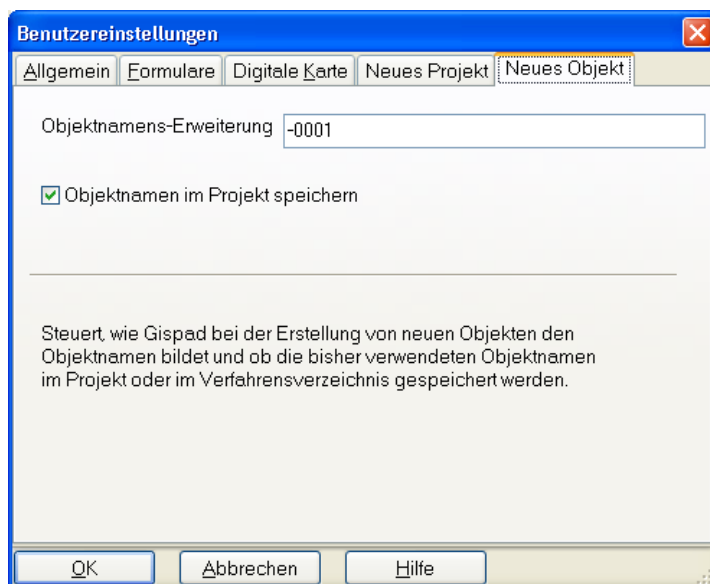 Benutzereinstellungen
Allgemein Formulare Digitale Karte Neues Projekt Neues Objekt
Objektnamens-Erweiterung -0001
Objektnamen im Projekt speichern
Steuert, wie Gispad bei der Erstellung von neuen Objekten den
Objektnamen bildet und ob die bisher verwendeten Objektnamen
im Projekt oder im Verfahrensverzeichnis gespeichert werden.
OK Abbrechen Hilfe